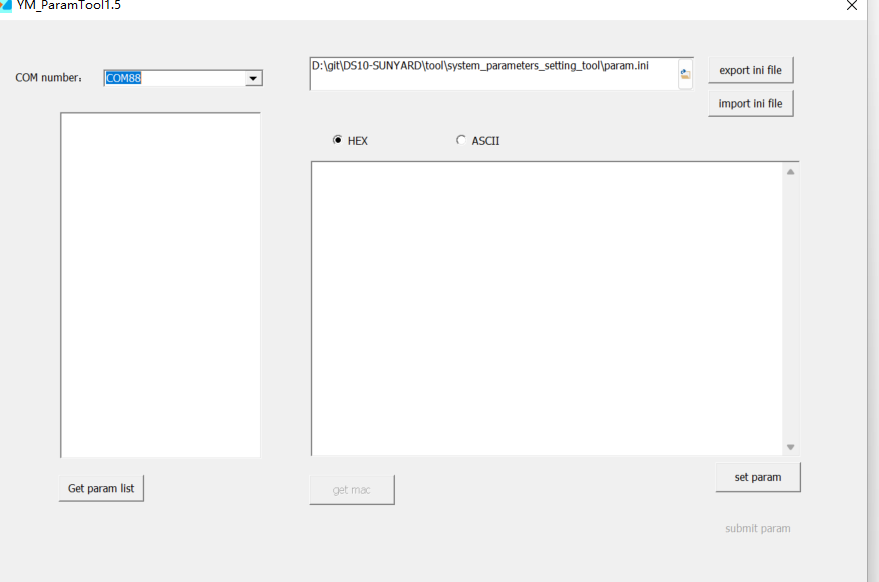 YM_ParamTool1.5
COM number:
COM88
D:\git\DS10-SUNYARD\tool\system_parameters_setting_tool\param.ini
export ini file
import ini file
HEX
ASCII
Get param list
get mac
set param
submit param